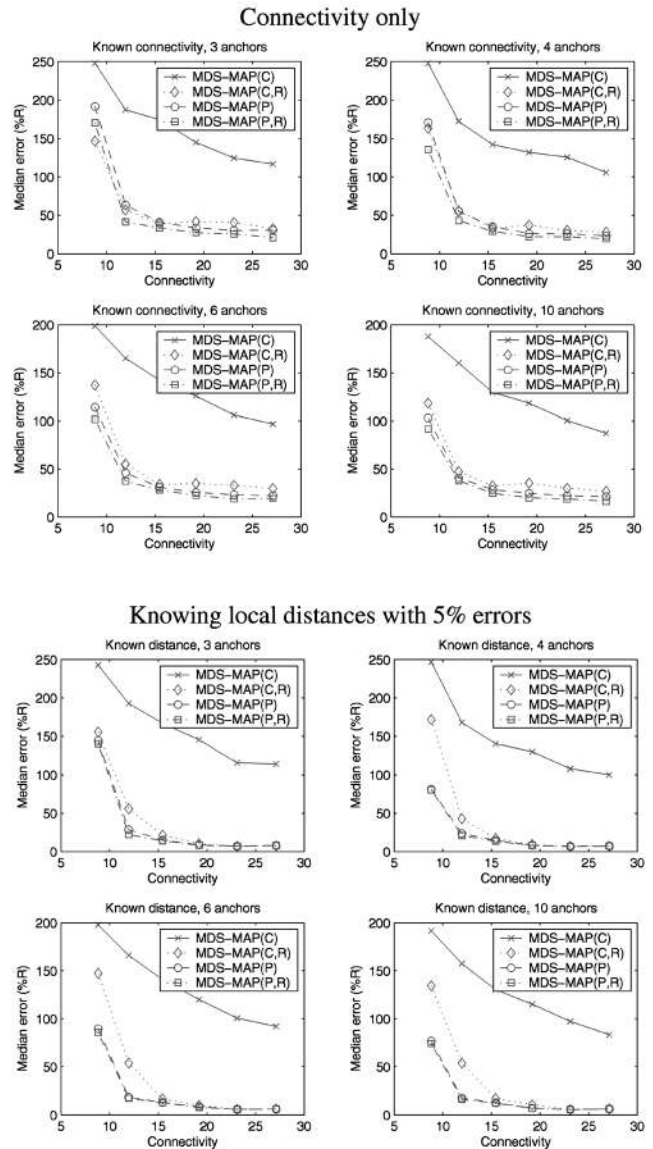 Connectivity only
Known connectivity, 3 anchors
250
200
150
100
50
0
Median error (%R)
MDS-MAP(C)
MDS-MAP(C,R)
MDS-MAP(P)
MDS-MAP(P,R)
5 10 15 20 25 30
Connectivity
Known connectivity, 4 anchors
250
200
150
100
50
0
Median error (%R)
MDS-MAP(C)
MDS-MAP(C,R)
MDS-MAP(P)
MDS-MAP(P,R)
5 10 15 20 25 30
Connectivity
Known connectivity, 6 anchors
200
150
100
50
0
Median error (%R)
MDS-MAP(C)
MDS-MAP(C,R)
MDS-MAP(P)
MDS-MAP(P,R)
5 10 15 20 25 30
Connectivity
Known connectivity, 10 anchors
200
150
100
50
0
Median error (%R)
MDS-MAP(C)
MDS-MAP(C,R)
MDS-MAP(P)
MDS-MAP(P,R)
5 10 15 20 25 30
Connectivity
Knowing local distances with 5% errors
Known distance, 3 anchors
250
200
150
100
50
0
Median error (%R)
MDS-MAP(C)
MDS-MAP(C,R)
MDS-MAP(P)
MDS-MAP(P,R)
5 10 15 20 25 30
Connectivity
Known distance, 4 anchors
250
200
150
100
50
0
Median error (%R)
MDS-MAP(C)
MDS-MAP(C,R)
MDS-MAP(P)
MDS-MAP(P,R)
5 10 15 20 25 30
Connectivity
Known distance, 6 anchors
200
150
100
50
0
Median error (%R)
MDS-MAP(C)
MDS-MAP(C,R)
MDS-MAP(P)
MDS-MAP(P,R)
5 10 15 20 25 30
Connectivity
Known distance, 10 anchors
200
150
100
50
0
Median error (%R)
MDS-MAP(C)
MDS-MAP(C,R)
MDS-MAP(P)
MDS-MAP(P,R)
5 10 15 20 25 30
Connectivity